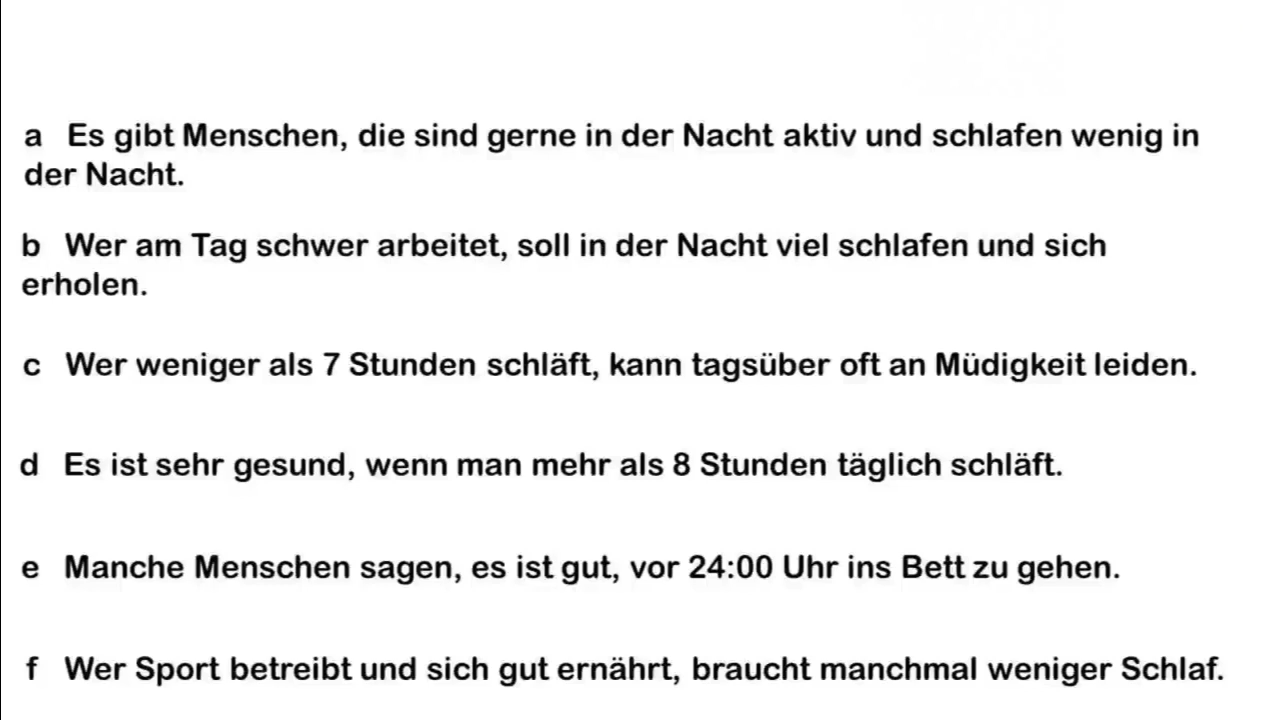 a Es gibt Menschen, die sind gerne in der Nacht aktiv und schlafen wenig in
der Nacht.
b Wer am Tag schwer arbeitet, soll in der Nacht viel schlafen und sich
erholen.
c Wer weniger als 7 Stunden schläft, kann tagsüber oft an Müdigkeit leiden.
d Es ist sehr gesund, wenn man mehr als 8 Stunden täglich schläft.
e Manche Menschen sagen, es ist gut, vor 24:00 Uhr ins Bett zu gehen.
f Wer Sport betreibt und sich gut ernährt, braucht manchmal weniger Schlaf.